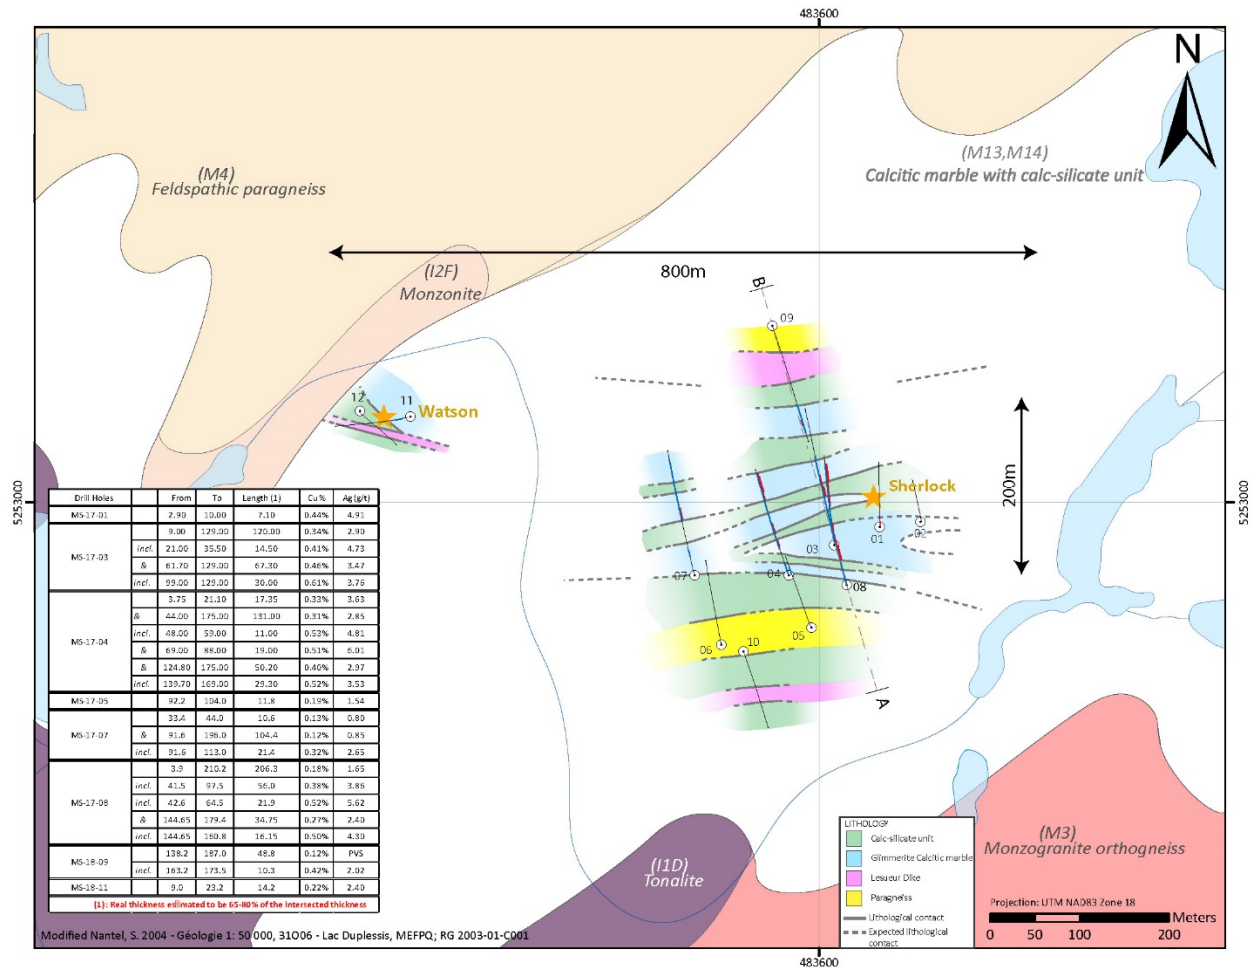 483600
N
(M4)
Feldspathic paragneiss
(M13,M14)
Calcitic marble with calc-silicate unit
800m
(I2F)
Monzonite
B
09
12
11
Watson
200m
Sherlock
5253000
5253000
01
02
03
04
07
08
05
06
10
A
Drill Holes From To Length (1) Cu % Ag (g/t)
MS-17-01 2.90 10.00 7.10 0.44% 4.91
MS-17-03 9.00 129.00 120.00 0.34% 2.90
incl. 21.00 35.50 14.50 0.41% 4.73
& 61.70 129.00 67.30 0.46% 3.47
incl. 99.00 129.00 30.00 0.61% 3.76
MS-17-04 3.75 21.10 17.35 0.33% 3.63
& 44.00 175.00 131.00 0.31% 2.85
incl. 48.00 59.00 11.00 0.53% 4.81
& 69.00 88.00 19.00 0.51% 6.01
& 124.80 175.00 50.20 0.40% 2.97
incl. 139.70 169.00 29.30 0.52% 3.53
MS-17-05 92.2 104.0 11.8 0.19% 1.54
MS-17-07 33.4 44.0 10.6 0.13% 0.80
& 91.6 196.0 104.4 0.12% 0.85
incl. 91.6 113.0 21.4 0.32% 2.65
MS-17-08 3.9 210.2 206.3 0.18% 1.65
incl. 41.5 97.5 56.0 0.38% 3.86
incl. 42.6 64.5 21.9 0.52% 5.62
& 144.65 179.4 34.75 0.27% 2.40
incl. 144.65 160.8 16.15 0.50% 4.30
MS-18-09 138.2 187.0 48.8 0.12% PVS
incl. 163.2 173.5 10.3 0.42% 2.02
MS-18-11 9.0 23.2 14.2 0.22% 2.40
(1): Real thickness estimated to be 65-80% of the intersected thickness
(I1D)
Tonalite
(M3)
Monzogranite orthogneiss
LITHOLOGY
Calc-silicate unit
Glimmerite Calcitic marble
Lesueur Dike
Paragneiss
Lithological contact
Expected lithological
contact
Projection: UTM NAD83 Zone 18
Meters
0 50 100 200
Modified Nantel, S. 2004 - Géologie 1: 50 000, 31O06 - Lac Duplessis, MEFPQ; RG 2003-01-C001
483600